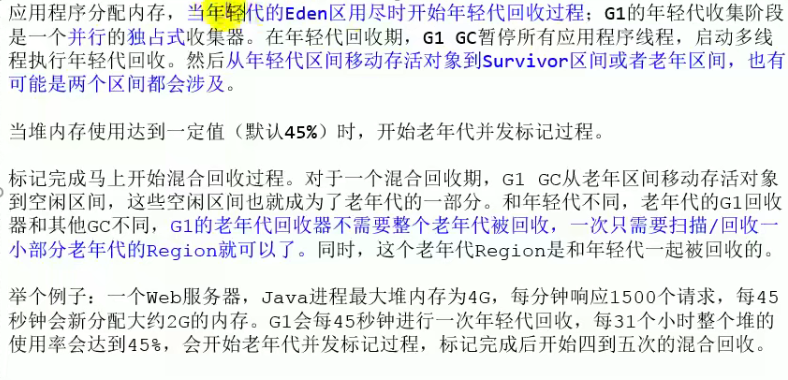 应用程序分配内存，当年轻代的Eden区用尽时开始年轻代回收过程；G1的年轻代收集阶段
是一个并行的独占式收集器。在年轻代回收期，G1 GC暂停所有应用程序线程，启动多线
程执行年轻代回收。然后从年轻代区间移动存活对象到Survivor区间或者老年区间，也有
可能是两个区间都会涉及。
当堆内存使用达到一定值（默认45%）时，开始老年代并发标记过程。
标记完成马上开始混合回收过程。对于一个混合回收期，G1 GC从老年区间移动存活对象
到空闲区间，这些空闲区间也就成为了老年代的一部分。和年轻代不同，老年代的G1回收
器和其他GC不同，G1的老年代回收器不需要整个老年代被回收，一次只需要扫描/回收一
小部分老年代的Region就可以了。同时，这个老年代Region是和年轻代一起被回收的。
举个例子：一个Web服务器，Java进程最大堆内存为4G，每分钟响应1500个请求，每45
秒钟会新分配大约2G的内存。G1会每45秒钟进行一次年轻代回收，每31个小时整个堆的
使用率会达到45%，会开始老年代并发标记过程，标记完成后开始四到五次的混合回收。